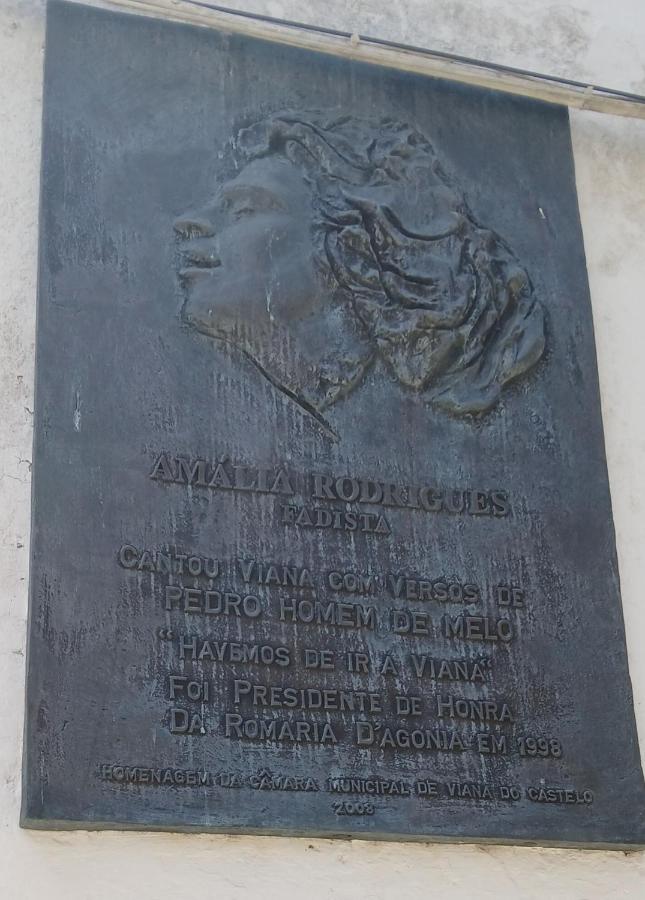 AMÁLIA RODRIGUES
FADISTA
CANTOU VIANA COM VERSOS DE
PEDRO HOMEM DE MELO
"HAVEMOS DE IR A VIANA"
FOI PRESIDENTE DE HONRA
DA ROMARIA D'AGONIA EM 1998
HOMENAGEM DA CÂMARA MUNICIPAL DE VIANA DO CASTELO
2008